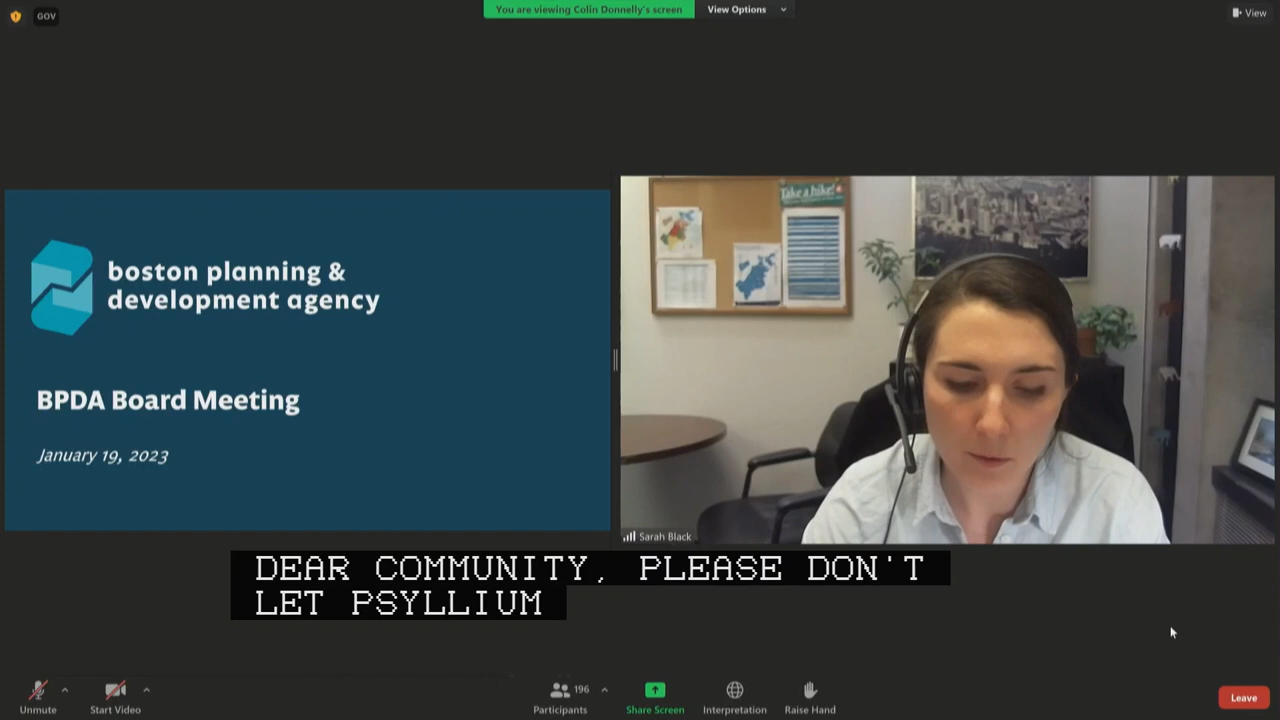 GOV
You are viewing Colin Donnelly's screen
View Options
View
boston planning &
development agency
BPDA Board Meeting
January 19, 2023
Take a hike!
Sarah Black
DEAR COMMUNITY, PLEASE DON'T
LET PSYLLIUM
Unmute
Start Video
196
Participants
Share Screen
Interpretation
Raise Hand
Leave